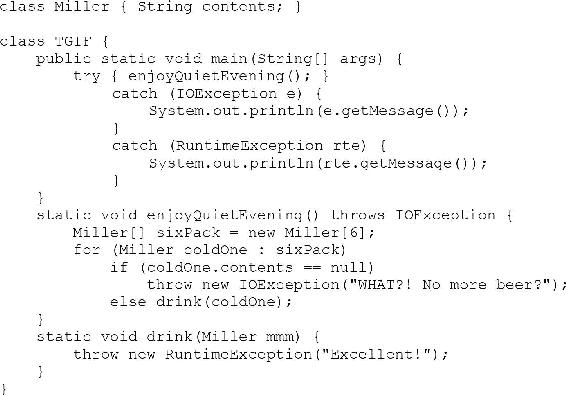 class Miller { String contents; }
class TGIF {
public static void main(String[] args) {
try { enjoyQuietEvening(); }
catch (IOException e) {
System.out.println(e.getMessage());
}
catch (RuntimeException rte) {
System.out.println(rte.getMessage());
}
}
static void enjoyQuietEvening() throws IOException {
Miller[] sixPack = new Miller[6];
for (Miller coldOne : sixPack)
if (coldOne.contents == null)
throw new IOException("WHAT?! No more beer?");
else drink(coldOne);
}
static void drink(Miller mmm) {
throw new RuntimeException("Excellent!");
}
}